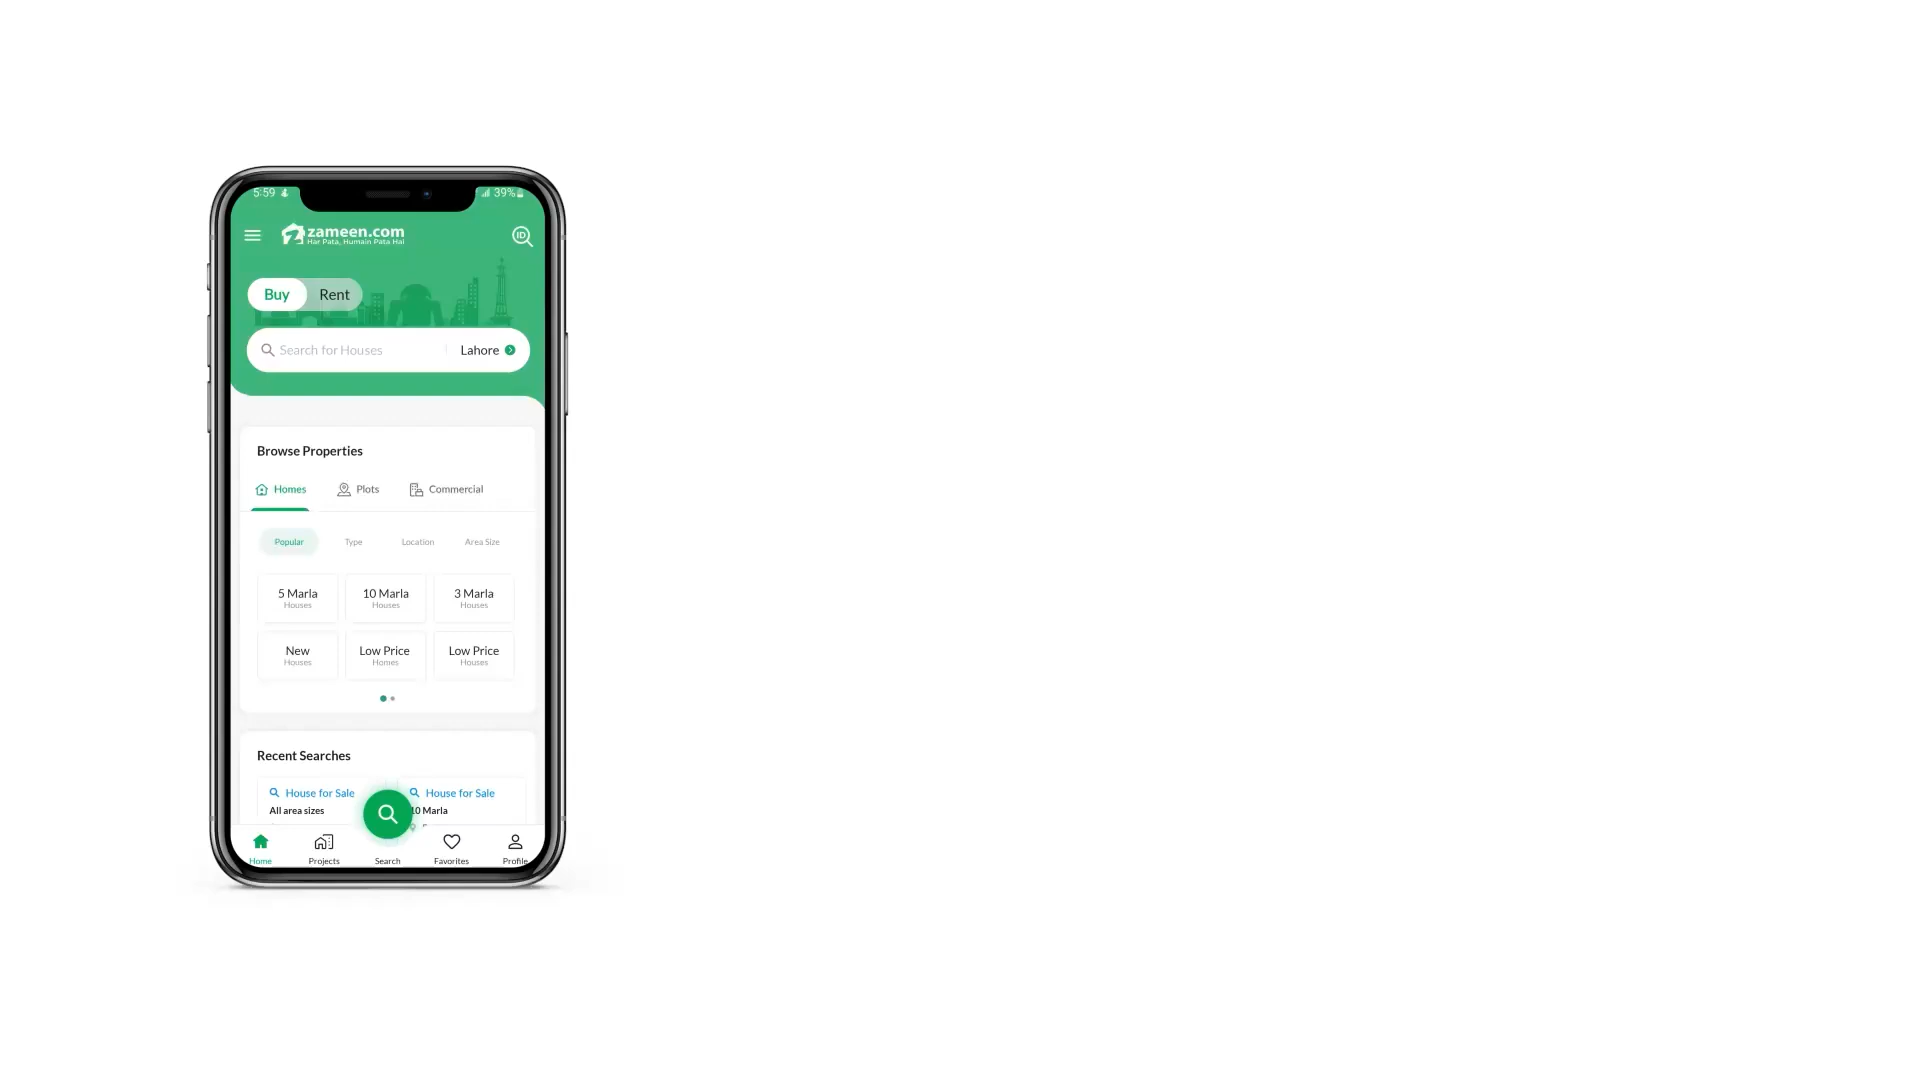 5:59
39%
zameen.com
Har Pata, Humain Pata Hai
ID
Buy Rent
Search for Houses Lahore
Browse Properties
Homes Plots Commercial
Popular Type Location Area Size
5 Marla 10 Marla 3 Marla
Houses Houses Houses
New Low Price Low Price
Houses Homes Houses
Recent Searches
House for Sale House for Sale
All area sizes 10 Marla
Home Projects Search Favorites Profile